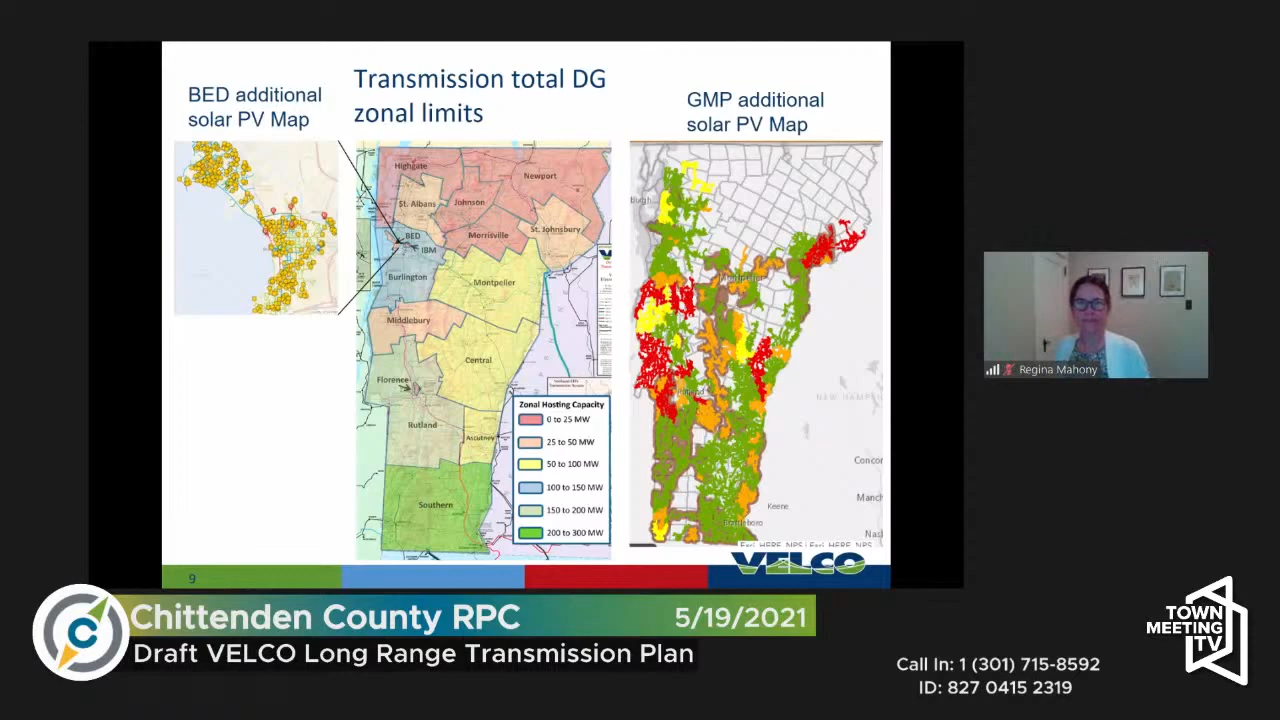 BED additional
solar PV Map
Transmission total DG
zonal limits
GMP additional
solar PV Map
Highgate
Newport
St. Albans
Johnson
St. Johnsbury
Morrisville
BED
IBM
Burlington
Montpelier
Middlebury
Central
Florence
Rutland
Ascutney
Southern
Zonal Hosting Capacity
0 to 25 MW
25 to 50 MW
50 to 100 MW
100 to 150 MW
150 to 200 MW
200 to 300 MW
Montpelier
NEW HAMP
Concor
Manch
Keene
Nash
VELCO
9
Regina Mahony
Chittenden County RPC
5/19/2021
Draft VELCO Long Range Transmission Plan
TOWN
MEETING
TV
Call In: 1 (301) 715-8592
ID: 827 0415 2319